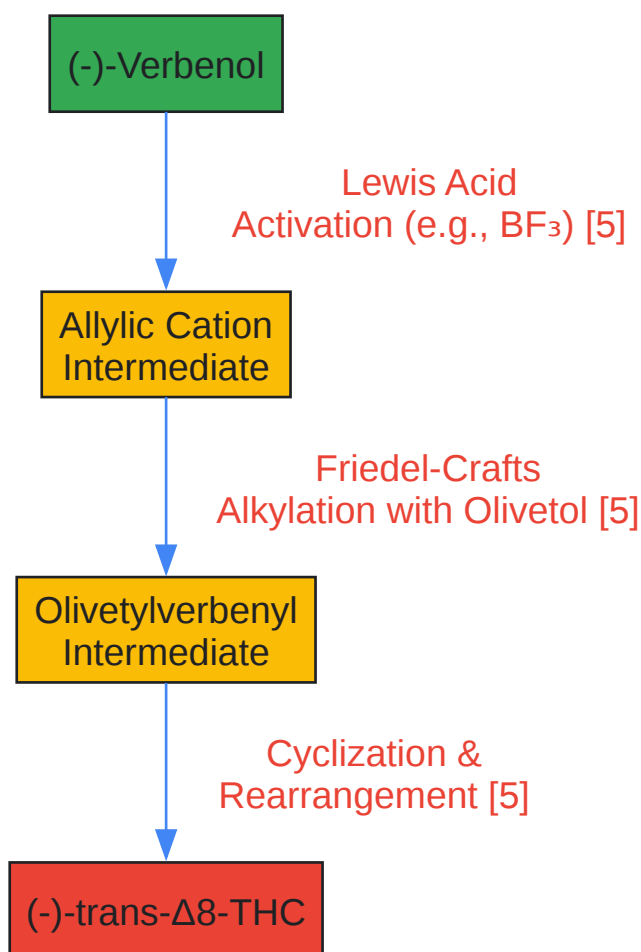 (-)-Verbenol
Lewis Acid
Activation (e.g., BF₃) [5]
Allylic Cation
Intermediate
Friedel-Crafts
Alkylation with Olivetol [5]
Olivetylverbenyl
Intermediate
Cyclization &
Rearrangement [5]
(-)-trans-Δ8-THC